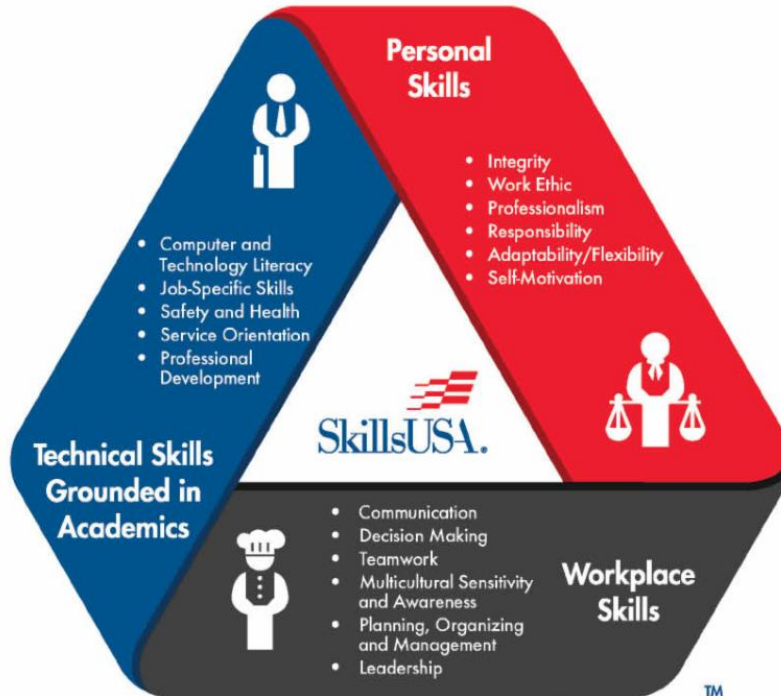 Personal
Skills
• Integrity
• Work Ethic
• Professionalism
• Responsibility
• Adaptability/Flexibility
• Self-Motivation
• Computer and
Technology Literacy
• Job-Specific Skills
• Safety and Health
• Service Orientation
• Professional
Development
Technical Skills
Grounded in
Academics
SkillsUSA®
• Communication
• Decision Making
• Teamwork
• Multicultural Sensitivity
and Awareness
• Planning, Organizing
and Management
• Leadership
Workplace
Skills
TM